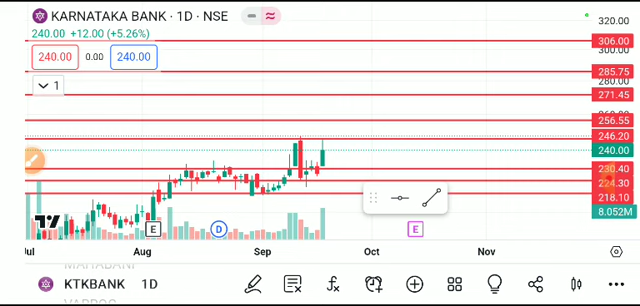 KARNATAKA BANK · 1D · NSE
240.00 +12.00 (+5.26%)
240.00 0.00 240.00
1
320.00
306.00
300.00
285.75
280.00
271.45
256.55
246.20
240.00
230.40
224.30
218.10
8.052M
E D E
Jul Aug Sep Oct Nov
KTKBANK 1D